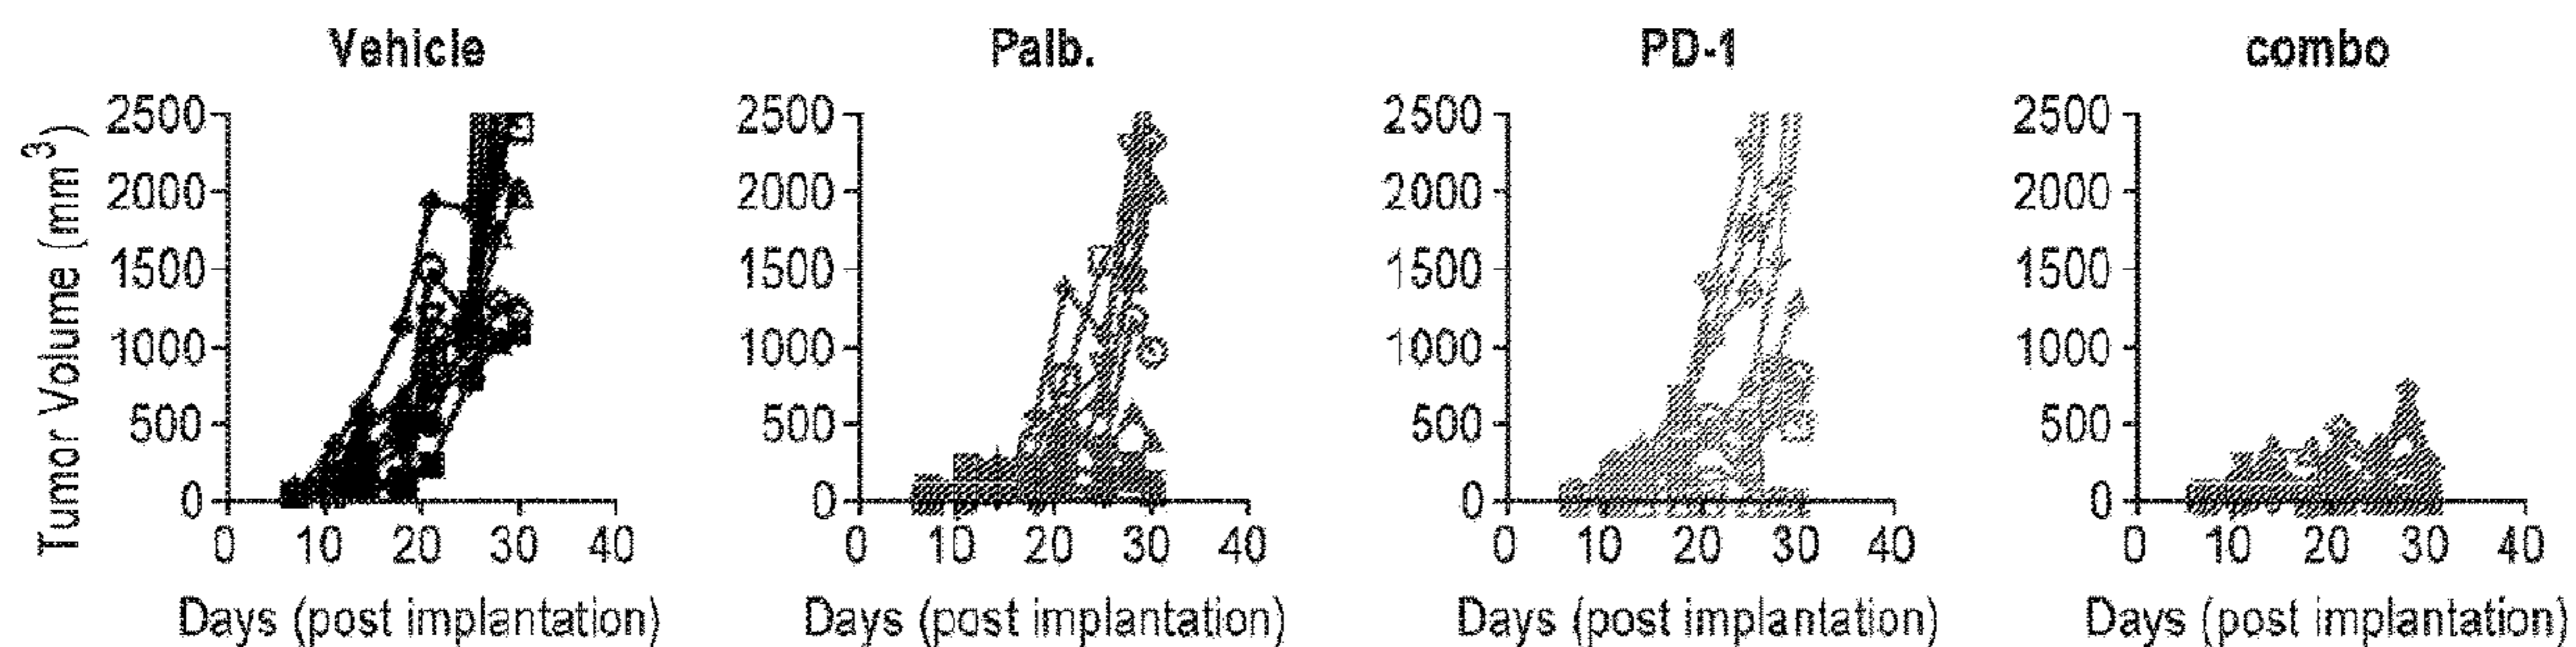 Vehicle Palb. PD-1 combo
Tumor Volume (mm³)
2500 2500 2500 2500
2000 2000 2000 2000
1500 1500 1500 1500
1000 1000 1000 1000
500 500 500 500
0 0 0 0
0 10 20 30 40 0 10 20 30 40 0 10 20 30 40 0 10 20 30 40
Days (post implantation) Days (post implantation) Days (post implantation) Days (post implantation)